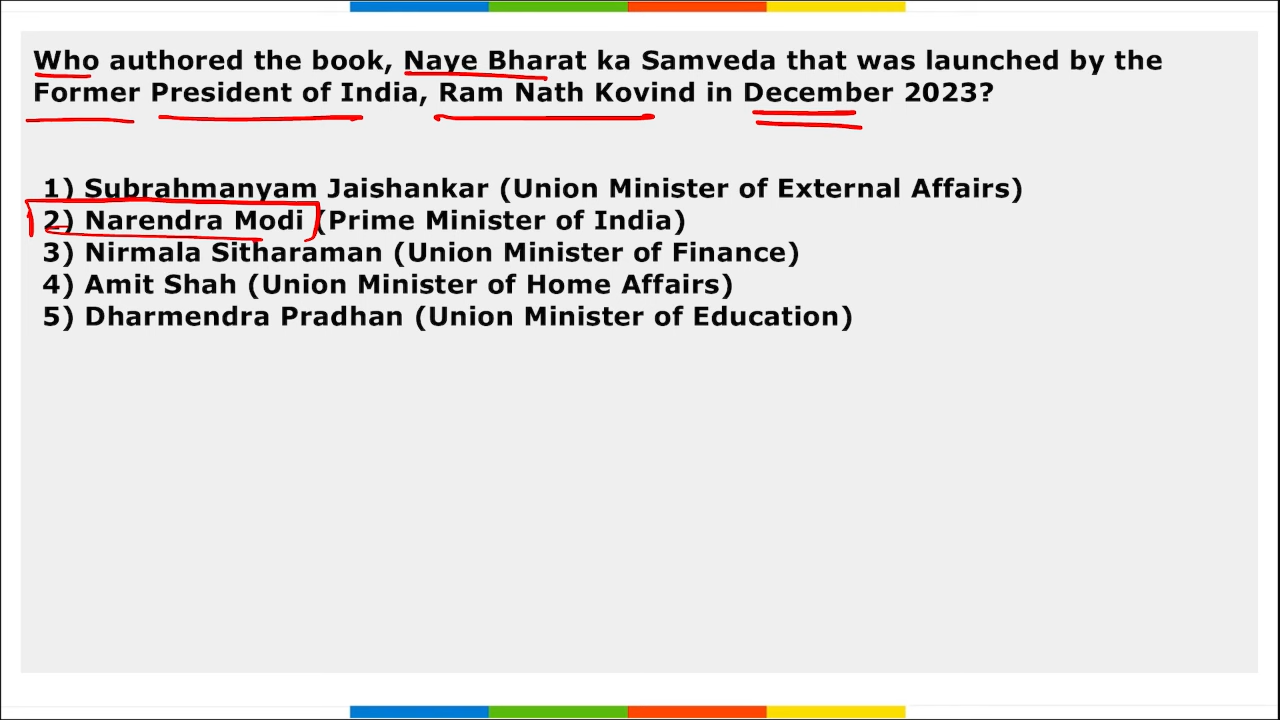 Who authored the book, Naye Bharat ka Samveda that was launched by the
Former President of India, Ram Nath Kovind in December 2023?
1) Subrahmanyam Jaishankar (Union Minister of External Affairs)
2) Narendra Modi (Prime Minister of India)
3) Nirmala Sitharaman (Union Minister of Finance)
4) Amit Shah (Union Minister of Home Affairs)
5) Dharmendra Pradhan (Union Minister of Education)